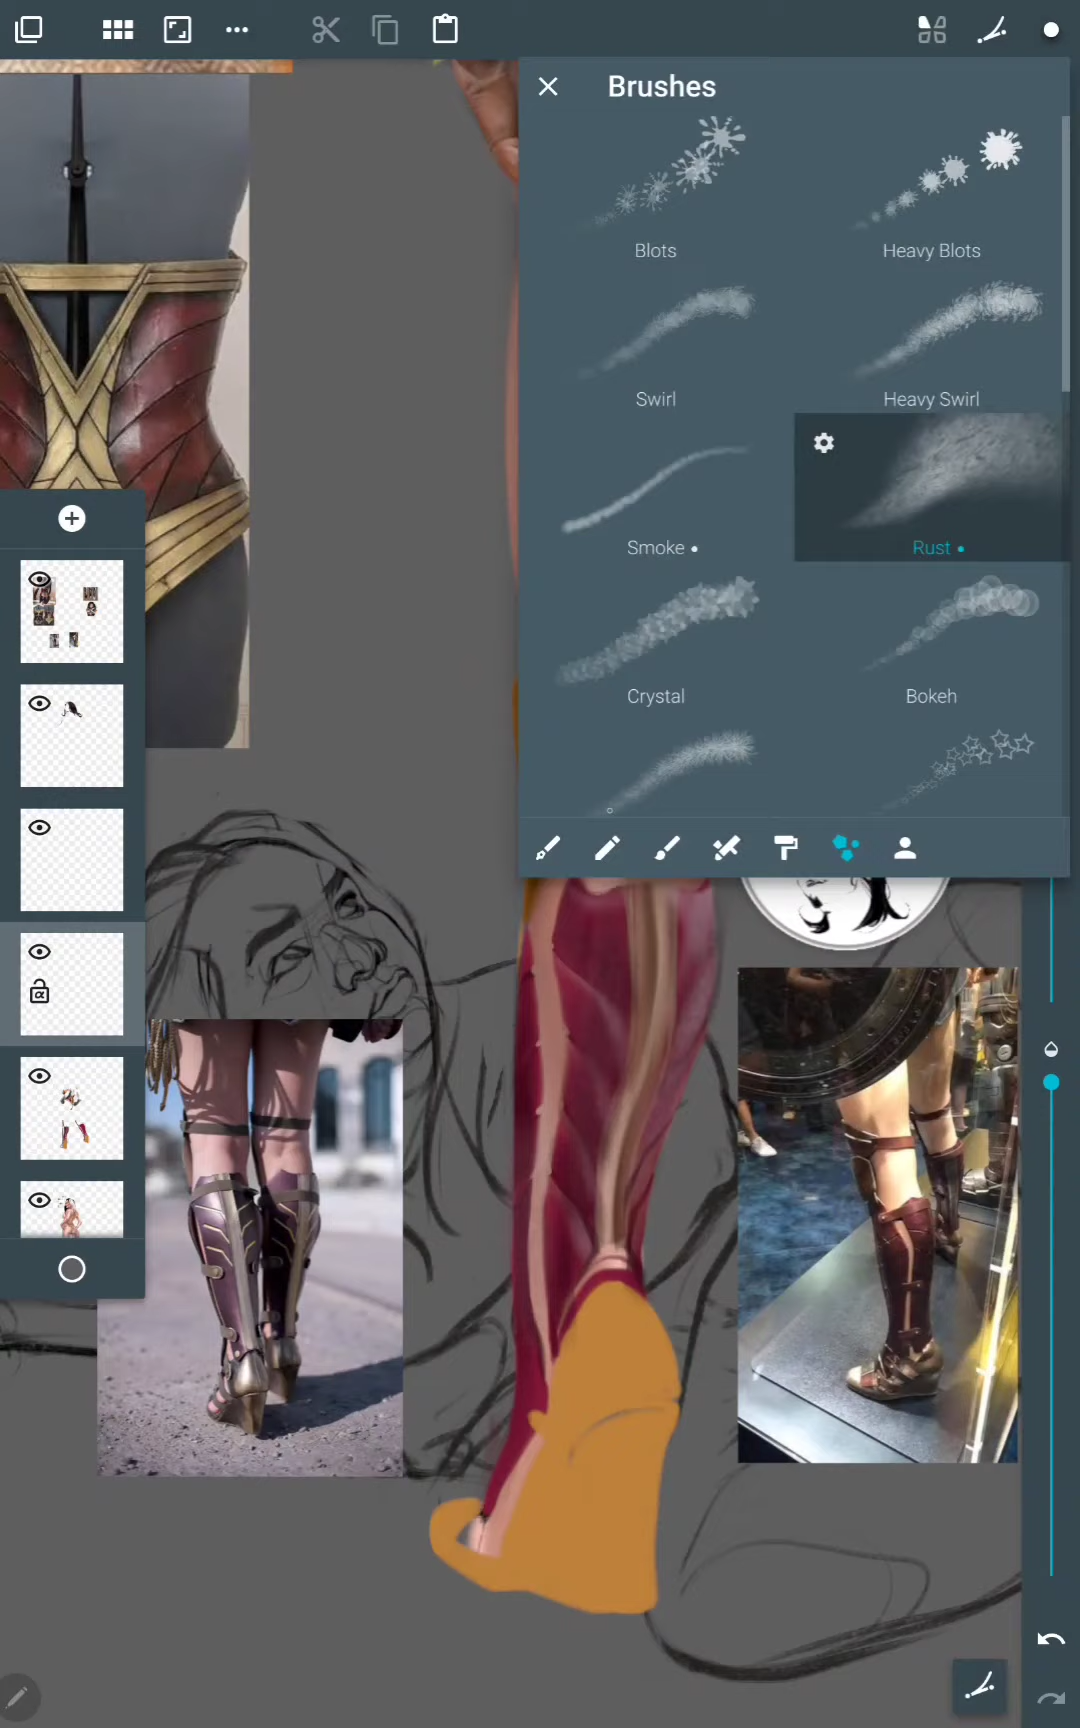 Brushes
Blots
Heavy Blots
Swirl
Heavy Swirl
Smoke •
Rust •
Crystal
Bokeh